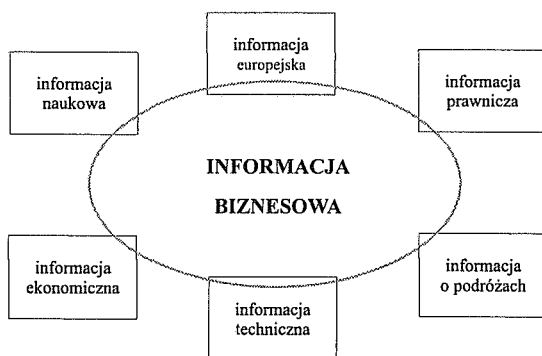 informacja
europejska
informacja
naukowa
informacja
prawnicza
INFORMACJA
BIZNESOWA
informacja
ekonomiczna
informacja
o podróżach
informacja
techniczna